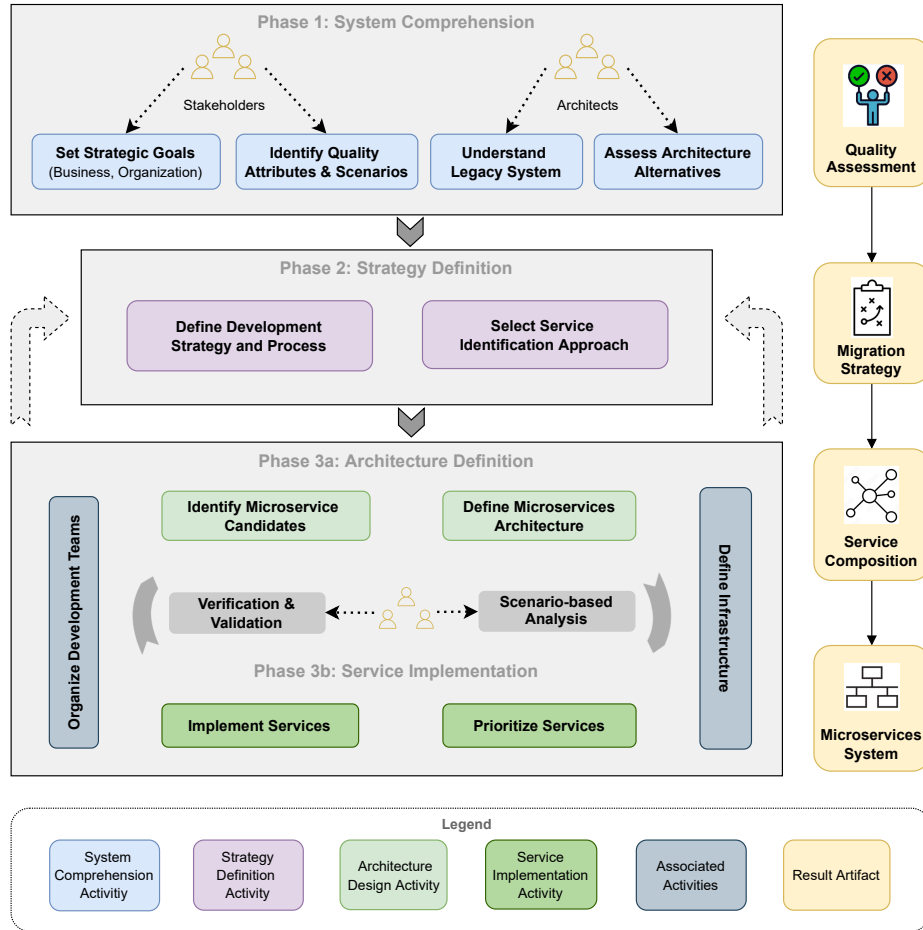 Phase 1: System Comprehension
Stakeholders
Architects
Set Strategic Goals
(Business, Organization)
Identify Quality
Attributes & Scenarios
Understand
Legacy System
Assess Architecture
Alternatives
Quality
Assessment
Phase 2: Strategy Definition
Define Development
Strategy and Process
Select Service
Identification Approach
Migration
Strategy
Phase 3a: Architecture Definition
Organize Development Teams
Identify Microservice
Candidates
Define Microservices
Architecture
Define Infrastructure
Verification &
Validation
Scenario-based
Analysis
Service
Composition
Phase 3b: Service Implementation
Implement Services
Prioritize Services
Microservices
System
Legend
System
Comprehension
Activitiy
Strategy
Definition
Activity
Architecture
Design Activity
Service
Implementation
Activity
Associated
Activities
Result Artifact